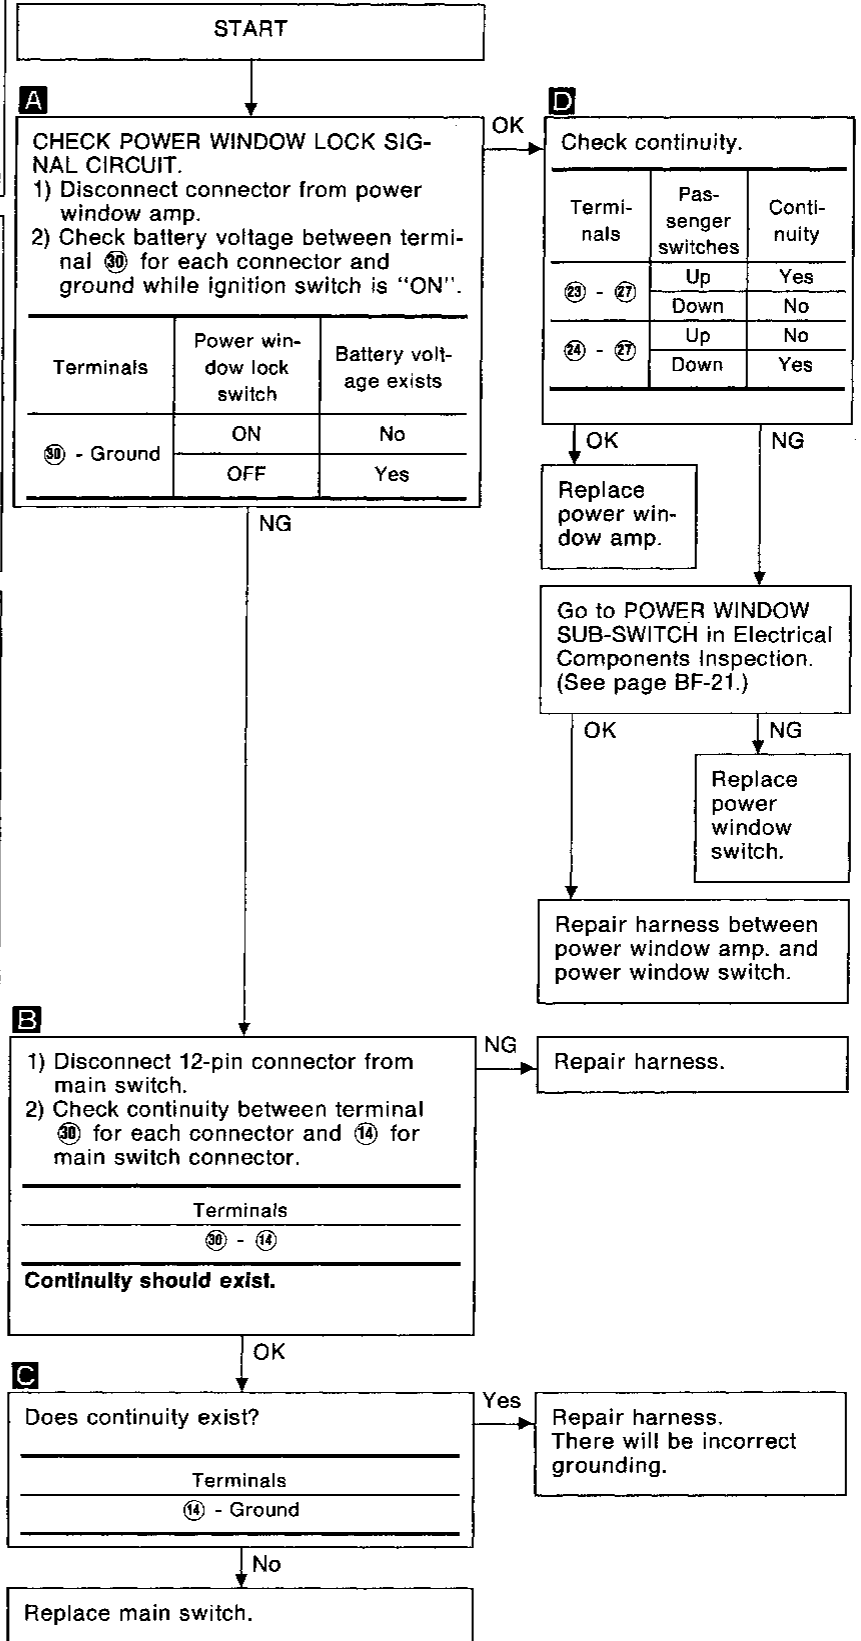 START
A
CHECK POWER WINDOW LOCK SIG-
NAL CIRCUIT.
1) Disconnect connector from power
window amp.
2) Check battery voltage between termi-
nal ㉚ for each connector and
ground while ignition switch is "ON".
Terminals
Power win-
dow lock
switch
Battery volt-
age exists
㉚ - Ground
ON
No
OFF
Yes
OK
NG
D
Check continuity.
Termi-
nals
Pas-
senger
switches
Conti-
nuity
㉓ - ㉗
Up
Yes
Down
No
㉔ - ㉗
Up
No
Down
Yes
OK
NG
Replace
power win-
dow amp.
Go to POWER WINDOW
SUB-SWITCH in Electrical
Components Inspection.
(See page BF-21.)
OK
NG
Replace
power
window
switch.
Repair harness between
power window amp. and
power window switch.
B
1) Disconnect 12-pin connector from
main switch.
2) Check continuity between terminal
㉚ for each connector and ⑭ for
main switch connector.
Terminals
㉚ - ⑭
Continuity should exist.
NG
Repair harness.
OK
C
Does continuity exist?
Terminals
⑭ - Ground
Yes
Repair harness.
There will be incorrect
grounding.
No
Replace main switch.